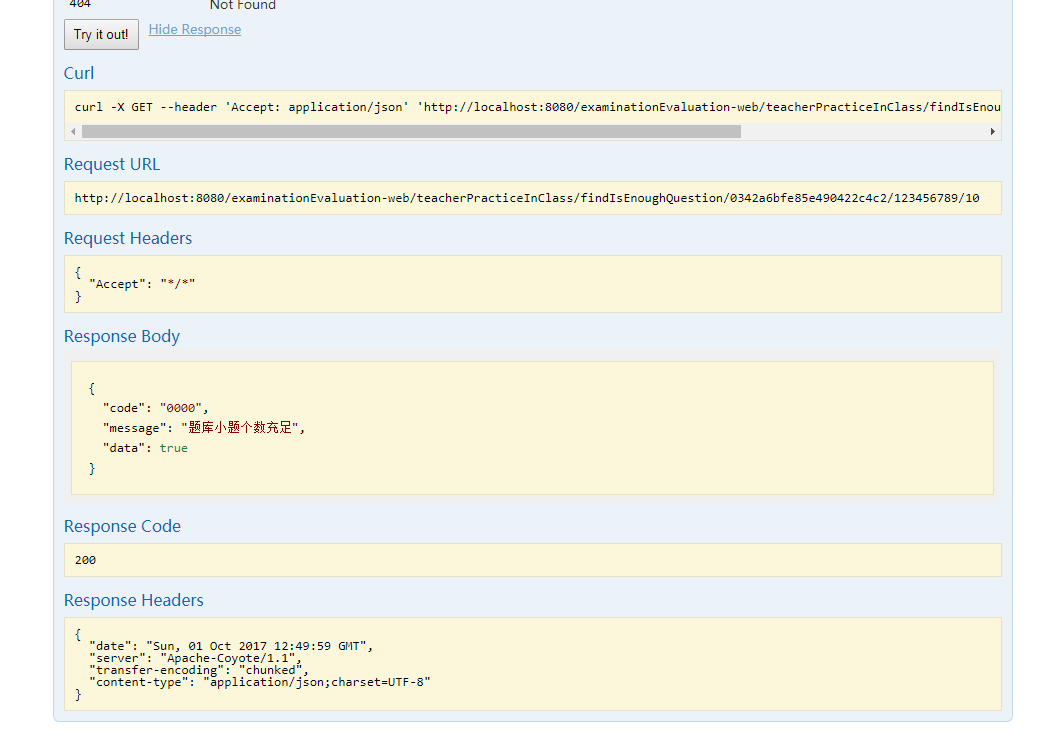 404 Not Found
Try it out! Hide Response
Curl
curl -X GET --header 'Accept: application/json' 'http://localhost:8080/examinationEvaluation-web/teacherPracticeInClass/findIsEnou
Request URL
http://localhost:8080/examinationEvaluation-web/teacherPracticeInClass/findIsEnoughQuestion/0342a6bfe85e490422c4c2/123456789/10
Request Headers
{
"Accept": "*/*"
}
Response Body
{
"code": "0000",
"message": "题库小题个数充足",
"data": true
}
Response Code
200
Response Headers
{
"date": "Sun, 01 Oct 2017 12:49:59 GMT",
"server": "Apache-Coyote/1.1",
"transfer-encoding": "chunked",
"content-type": "application/json;charset=UTF-8"
}